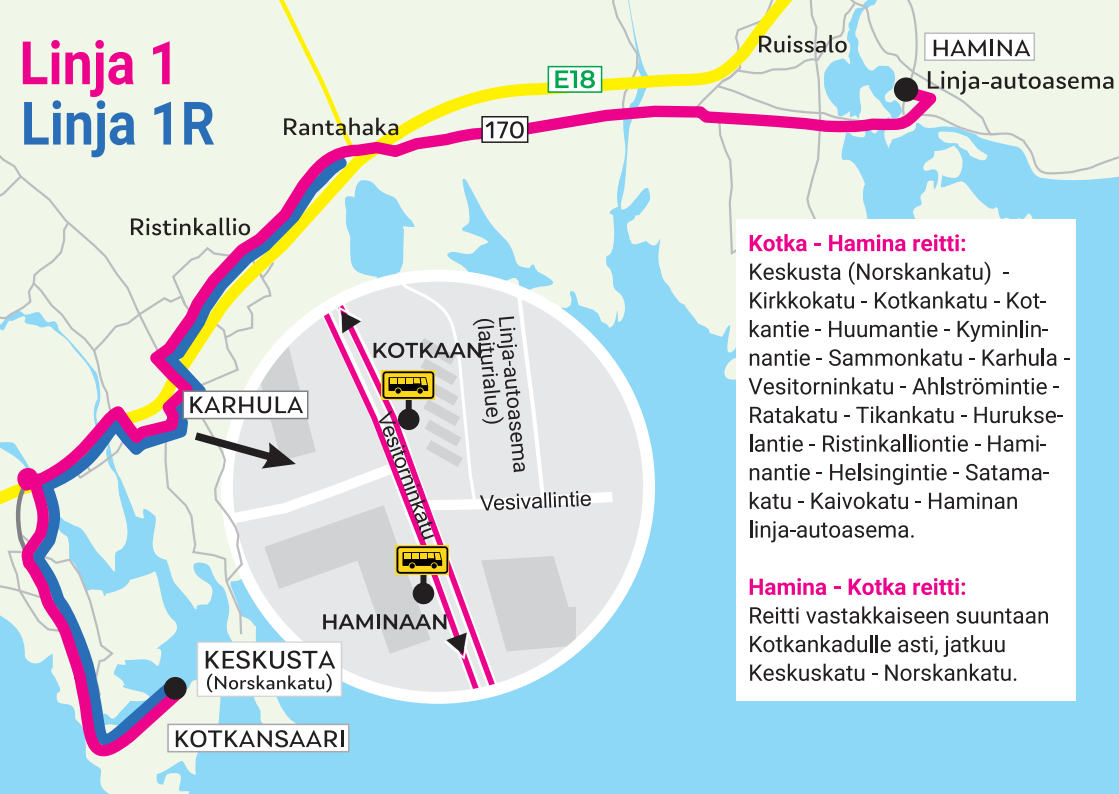 Linja 1
Linja 1R
Ruissalo
HAMINA
Linja-autoasema
E18
Rantahaka
170
Ristinkallio
KARHULA
KOTKAAN
Linja-autoasema
(laiturialue)
Vesitorninkatu
Vesivallintie
HAMINAAN
KESKUSTA
(Norskankatu)
KOTKANSAARI
Kotka - Hamina reitti:
Keskusta (Norskankatu) -
Kirkkokatu - Kotkankatu - Kot-
kantie - Huumantie - Kyminlin-
nantie - Sammonkatu - Karhula -
Vesitorninkatu - Ahlströmintie -
Ratakatu - Tikankatu - Hurukse-
lantie - Ristinkalliontie - Hami-
nantie - Helsingintie - Satama-
katu - Kaivokatu - Haminan
linja-autoasema.
Hamina - Kotka reitti:
Reitti vastakkaiseen suuntaan
Kotkankadulle asti, jatkuu
Keskuskatu - Norskankatu.